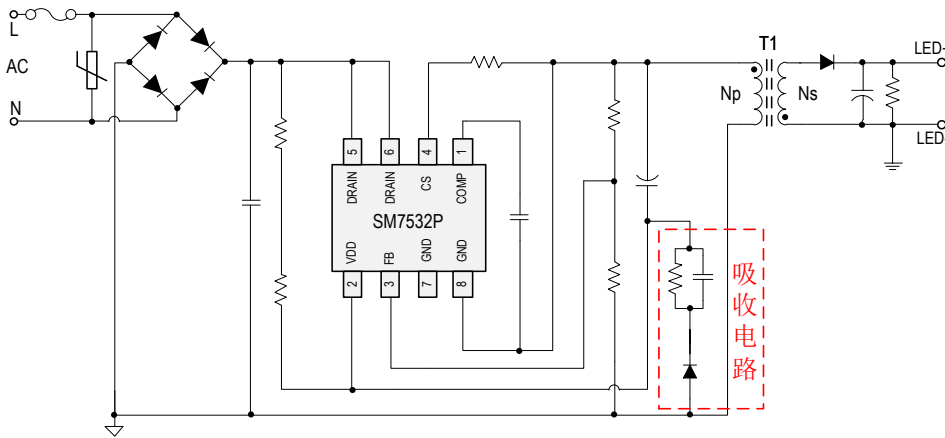 L
AC
N
T1
Np
Ns
LED+
LED-
5
6
4
1
DRAIN
DRAIN
CS
COMP
SM7532P
VDD
FB
GND
GND
2
3
7
8
吸收电路